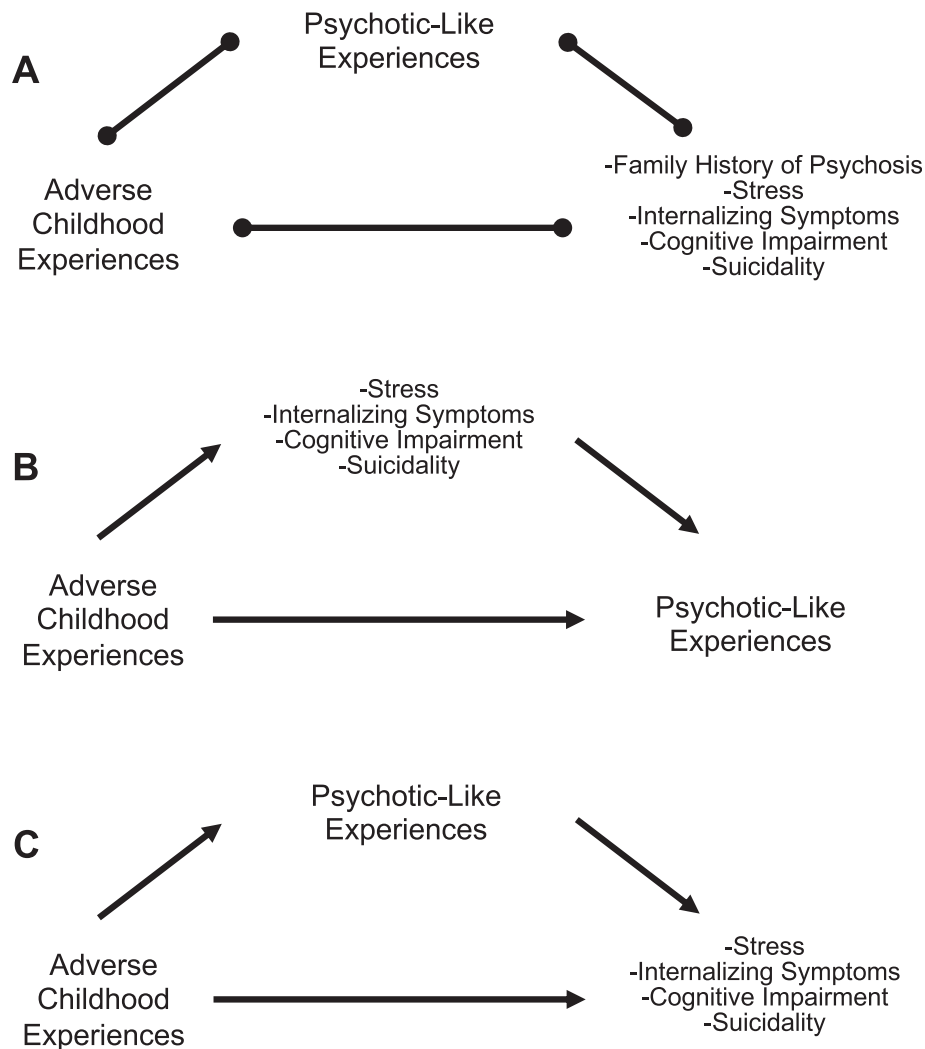 A
Psychotic-Like
Experiences
Adverse
Childhood
Experiences
-Family History of Psychosis
-Stress
-Internalizing Symptoms
-Cognitive Impairment
-Suicidality
B
-Stress
-Internalizing Symptoms
-Cognitive Impairment
-Suicidality
Adverse
Childhood
Experiences
Psychotic-Like
Experiences
C
Psychotic-Like
Experiences
Adverse
Childhood
Experiences
-Stress
-Internalizing Symptoms
-Cognitive Impairment
-Suicidality